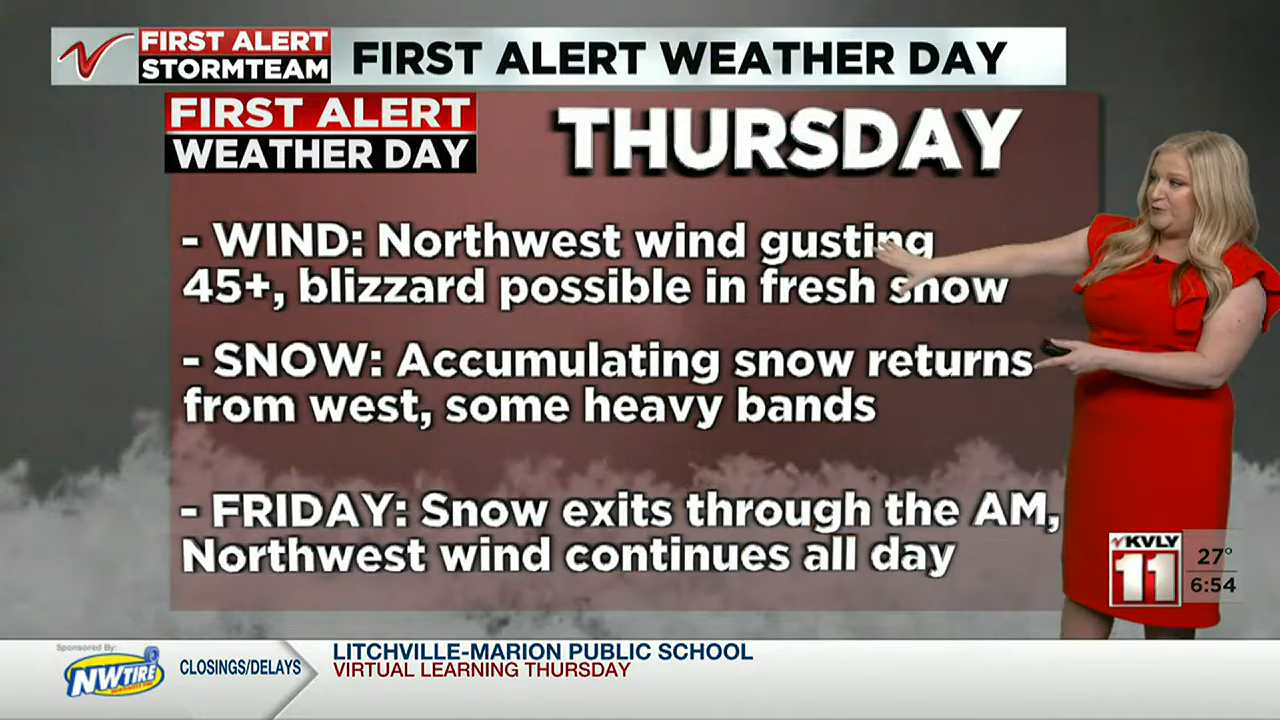 FIRST ALERT
STORMTEAM
FIRST ALERT WEATHER DAY
FIRST ALERT
WEATHER DAY
THURSDAY
- WIND: Northwest wind gusting
45+, blizzard possible in fresh snow
- SNOW: Accumulating snow returns
from west, some heavy bands
- FRIDAY: Snow exits through the AM,
Northwest wind continues all day
KVLY
11
27°
6:54
Sponsored By:
NWTIRE
CLOSINGS/DELAYS
LITCHVILLE-MARION PUBLIC SCHOOL
VIRTUAL LEARNING THURSDAY